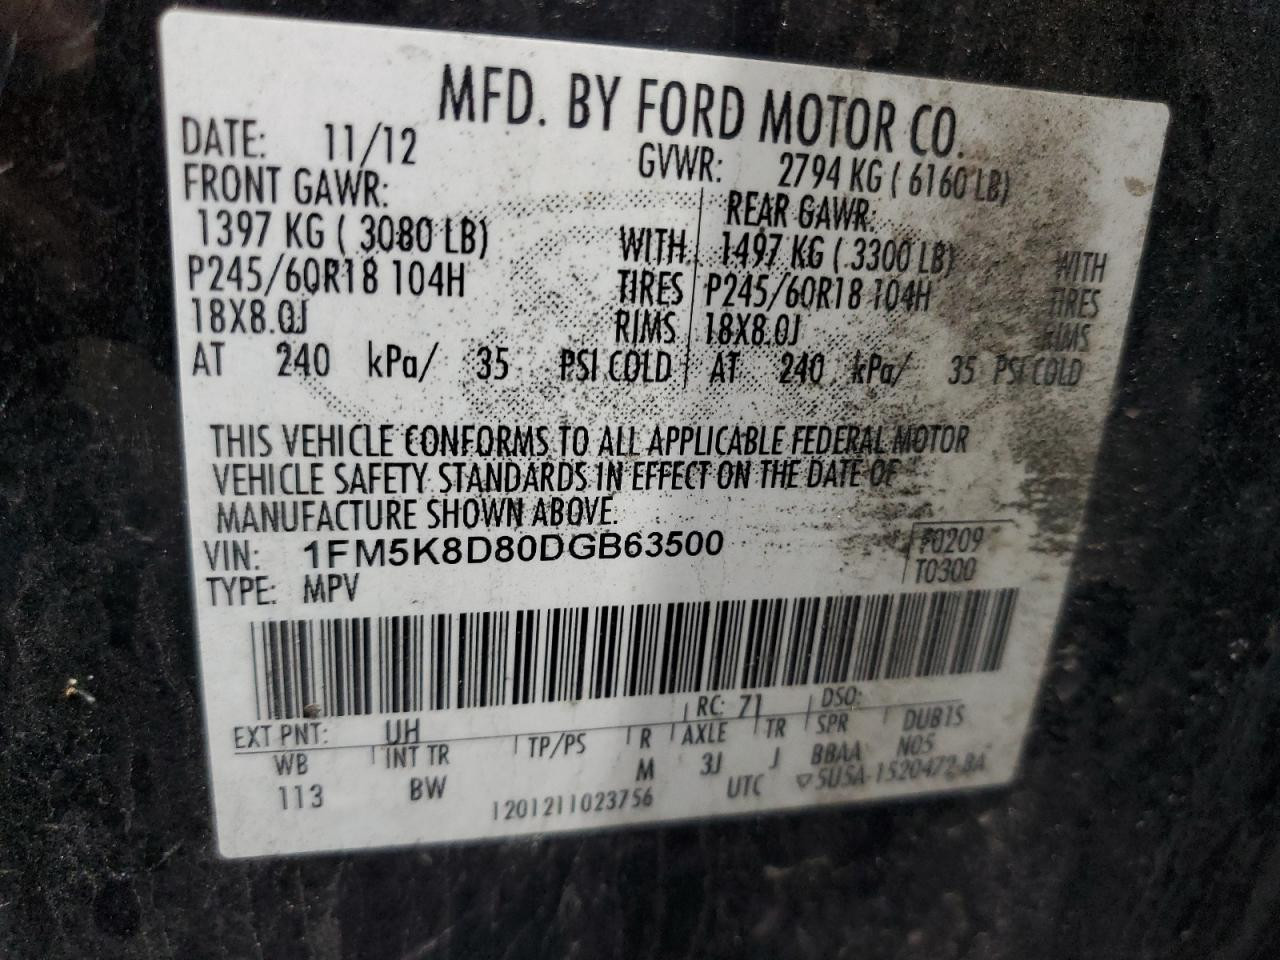 MFD. BY FORD MOTOR CO.
DATE: 11/12 GVWR: 2794 KG ( 6160 LB)
FRONT GAWR: REAR GAWR:
1397 KG ( 3080 LB) WITH 1497 KG ( 3300 LB) WITH
P245/60R18 104H TIRES P245/60R18 104H TIRES
18X8.0J RIMS 18X8.0J RIMS
AT 240 kPa/ 35 PSI COLD AT 240 kPa/ 35 PSI COLD
THIS VEHICLE CONFORMS TO ALL APPLICABLE FEDERAL MOTOR
VEHICLE SAFETY STANDARDS IN EFFECT ON THE DATE OF
MANUFACTURE SHOWN ABOVE.
VIN: 1FM5K8D80DGB63500 F0209
TYPE: MPV T0300
EXT PNT: UH RC: 71 DSO:
WB INT TR TP/PS R AXLE TR SPR DUBIS
113 BW M 3J J BBAA N05
1201211023756 UTC ▽5U5A-1520472-BA